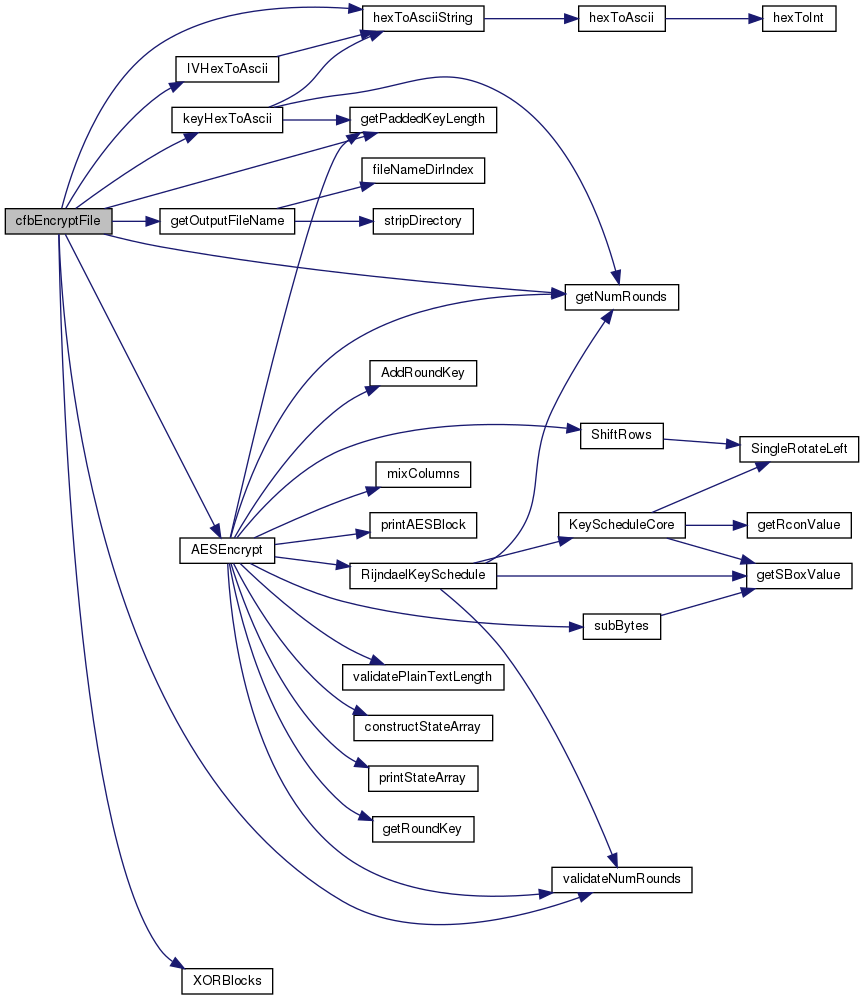 hexToAsciiString
hexToAscii
hexToInt
IVHexToAscii
keyHexToAscii
getPaddedKeyLength
fileNameDirIndex
cfbEncryptFile
getOutputFileName
stripDirectory
getNumRounds
AddRoundKey
ShiftRows
SingleRotateLeft
mixColumns
printAESBlock
KeyScheduleCore
getRconValue
AESEncrypt
RijndaelKeySchedule
getSBoxValue
subBytes
validatePlainTextLength
constructStateArray
printStateArray
getRoundKey
validateNumRounds
XORBlocks